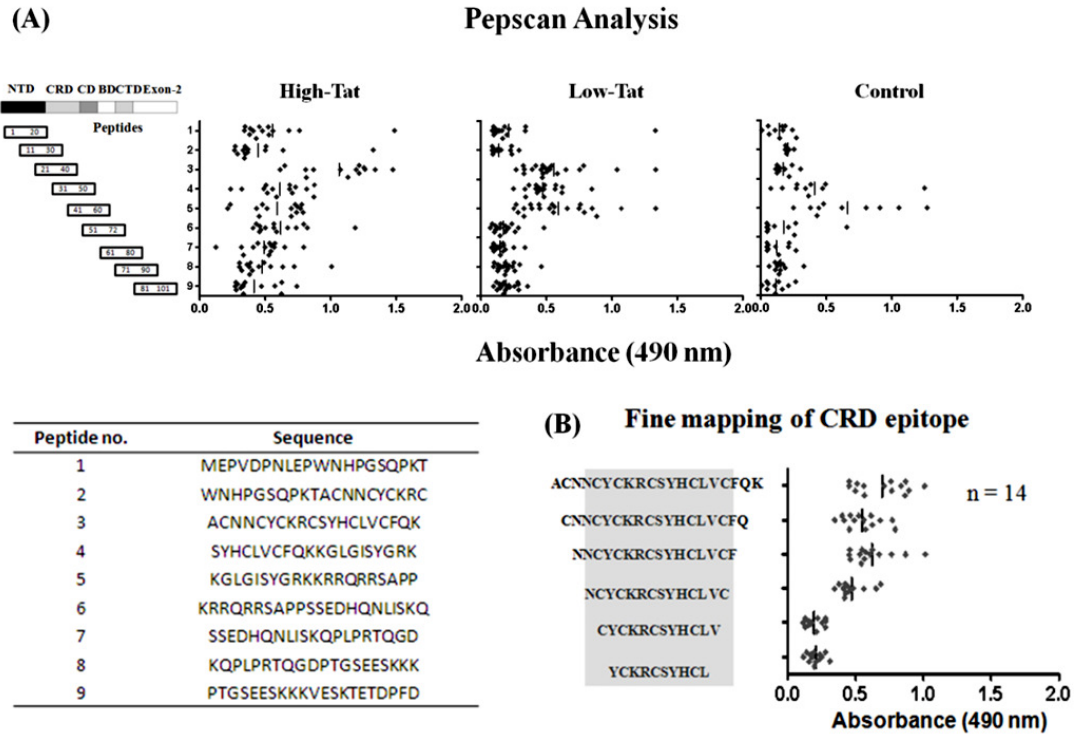 (A)
Pepscan Analysis
NTD CRD CD BD CTD Exon-2
High-Tat
Low-Tat
Control
Peptides
1 20
11 30
21 40
31 50
41 60
51 72
61 80
71 90
81 101
1
2
3
4
5
6
7
8
9
0.0 0.5 1.0 1.5 2.0
0.0 0.5 1.0 1.5 2.0
0.0 0.5 1.0 1.5 2.0
Absorbance (490 nm)
Peptide no. Sequence
1 MEPVDPNLEPWNHPGSQPKT
2 WNHPGSQPKTACNNCYCKRC
3 ACNNCYCKRCSYHCLVCFQK
4 SYHCLVCFQKKGLGISYGRK
5 KGLGISYGRKKRRQRRSAPP
6 KRRQRRSAPPSSEDHQNLISKQ
7 SSEDHQNLISKQPLPRTQGD
8 KQPLPRTQGDPTGSEESKKK
9 PTGSEESKKKVESKTETDPFD
(B)
Fine mapping of CRD epitope
ACNNCYCKRCSYHCLVCFQK
CNNCYCKRCSYHCLVCFQ
NNCYCKRCSYHCLVCF
NCYCKRCSYHCLVC
CYCKRCSYHCLV
YCKRCSYHCL
n = 14
0.0 0.5 1.0 1.5 2.0
Absorbance (490 nm)